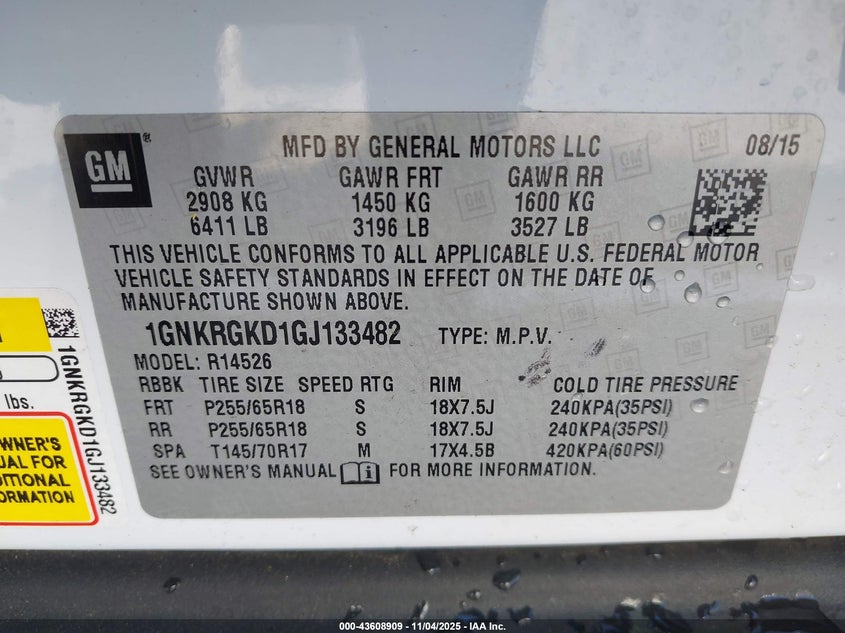 GM®
MFD BY GENERAL MOTORS LLC 08/15
GVWR GAWR FRT GAWR RR
2908 KG 1450 KG 1600 KG
6411 LB 3196 LB 3527 LB
THIS VEHICLE CONFORMS TO ALL APPLICABLE U.S. FEDERAL MOTOR
VEHICLE SAFETY STANDARDS IN EFFECT ON THE DATE OF
MANUFACTURE SHOWN ABOVE.
1GNKRGKD1GJ133482 TYPE: M.P.V.
MODEL: R14526
RBBK TIRE SIZE SPEED RTG RIM COLD TIRE PRESSURE
FRT P255/65R18 S 18X7.5J 240KPA(35PSI)
RR P255/65R18 S 18X7.5J 240KPA(35PSI)
SPA T145/70R17 M 17X4.5B 420KPA(60PSI)
SEE OWNER'S MANUAL FOR MORE INFORMATION.
lbs.
1GNKRGKD1GJ133482
WNER'S
UAL FOR
DITIONAL
ORMATION
000-43608909 - 11/04/2025 - IAA Inc.